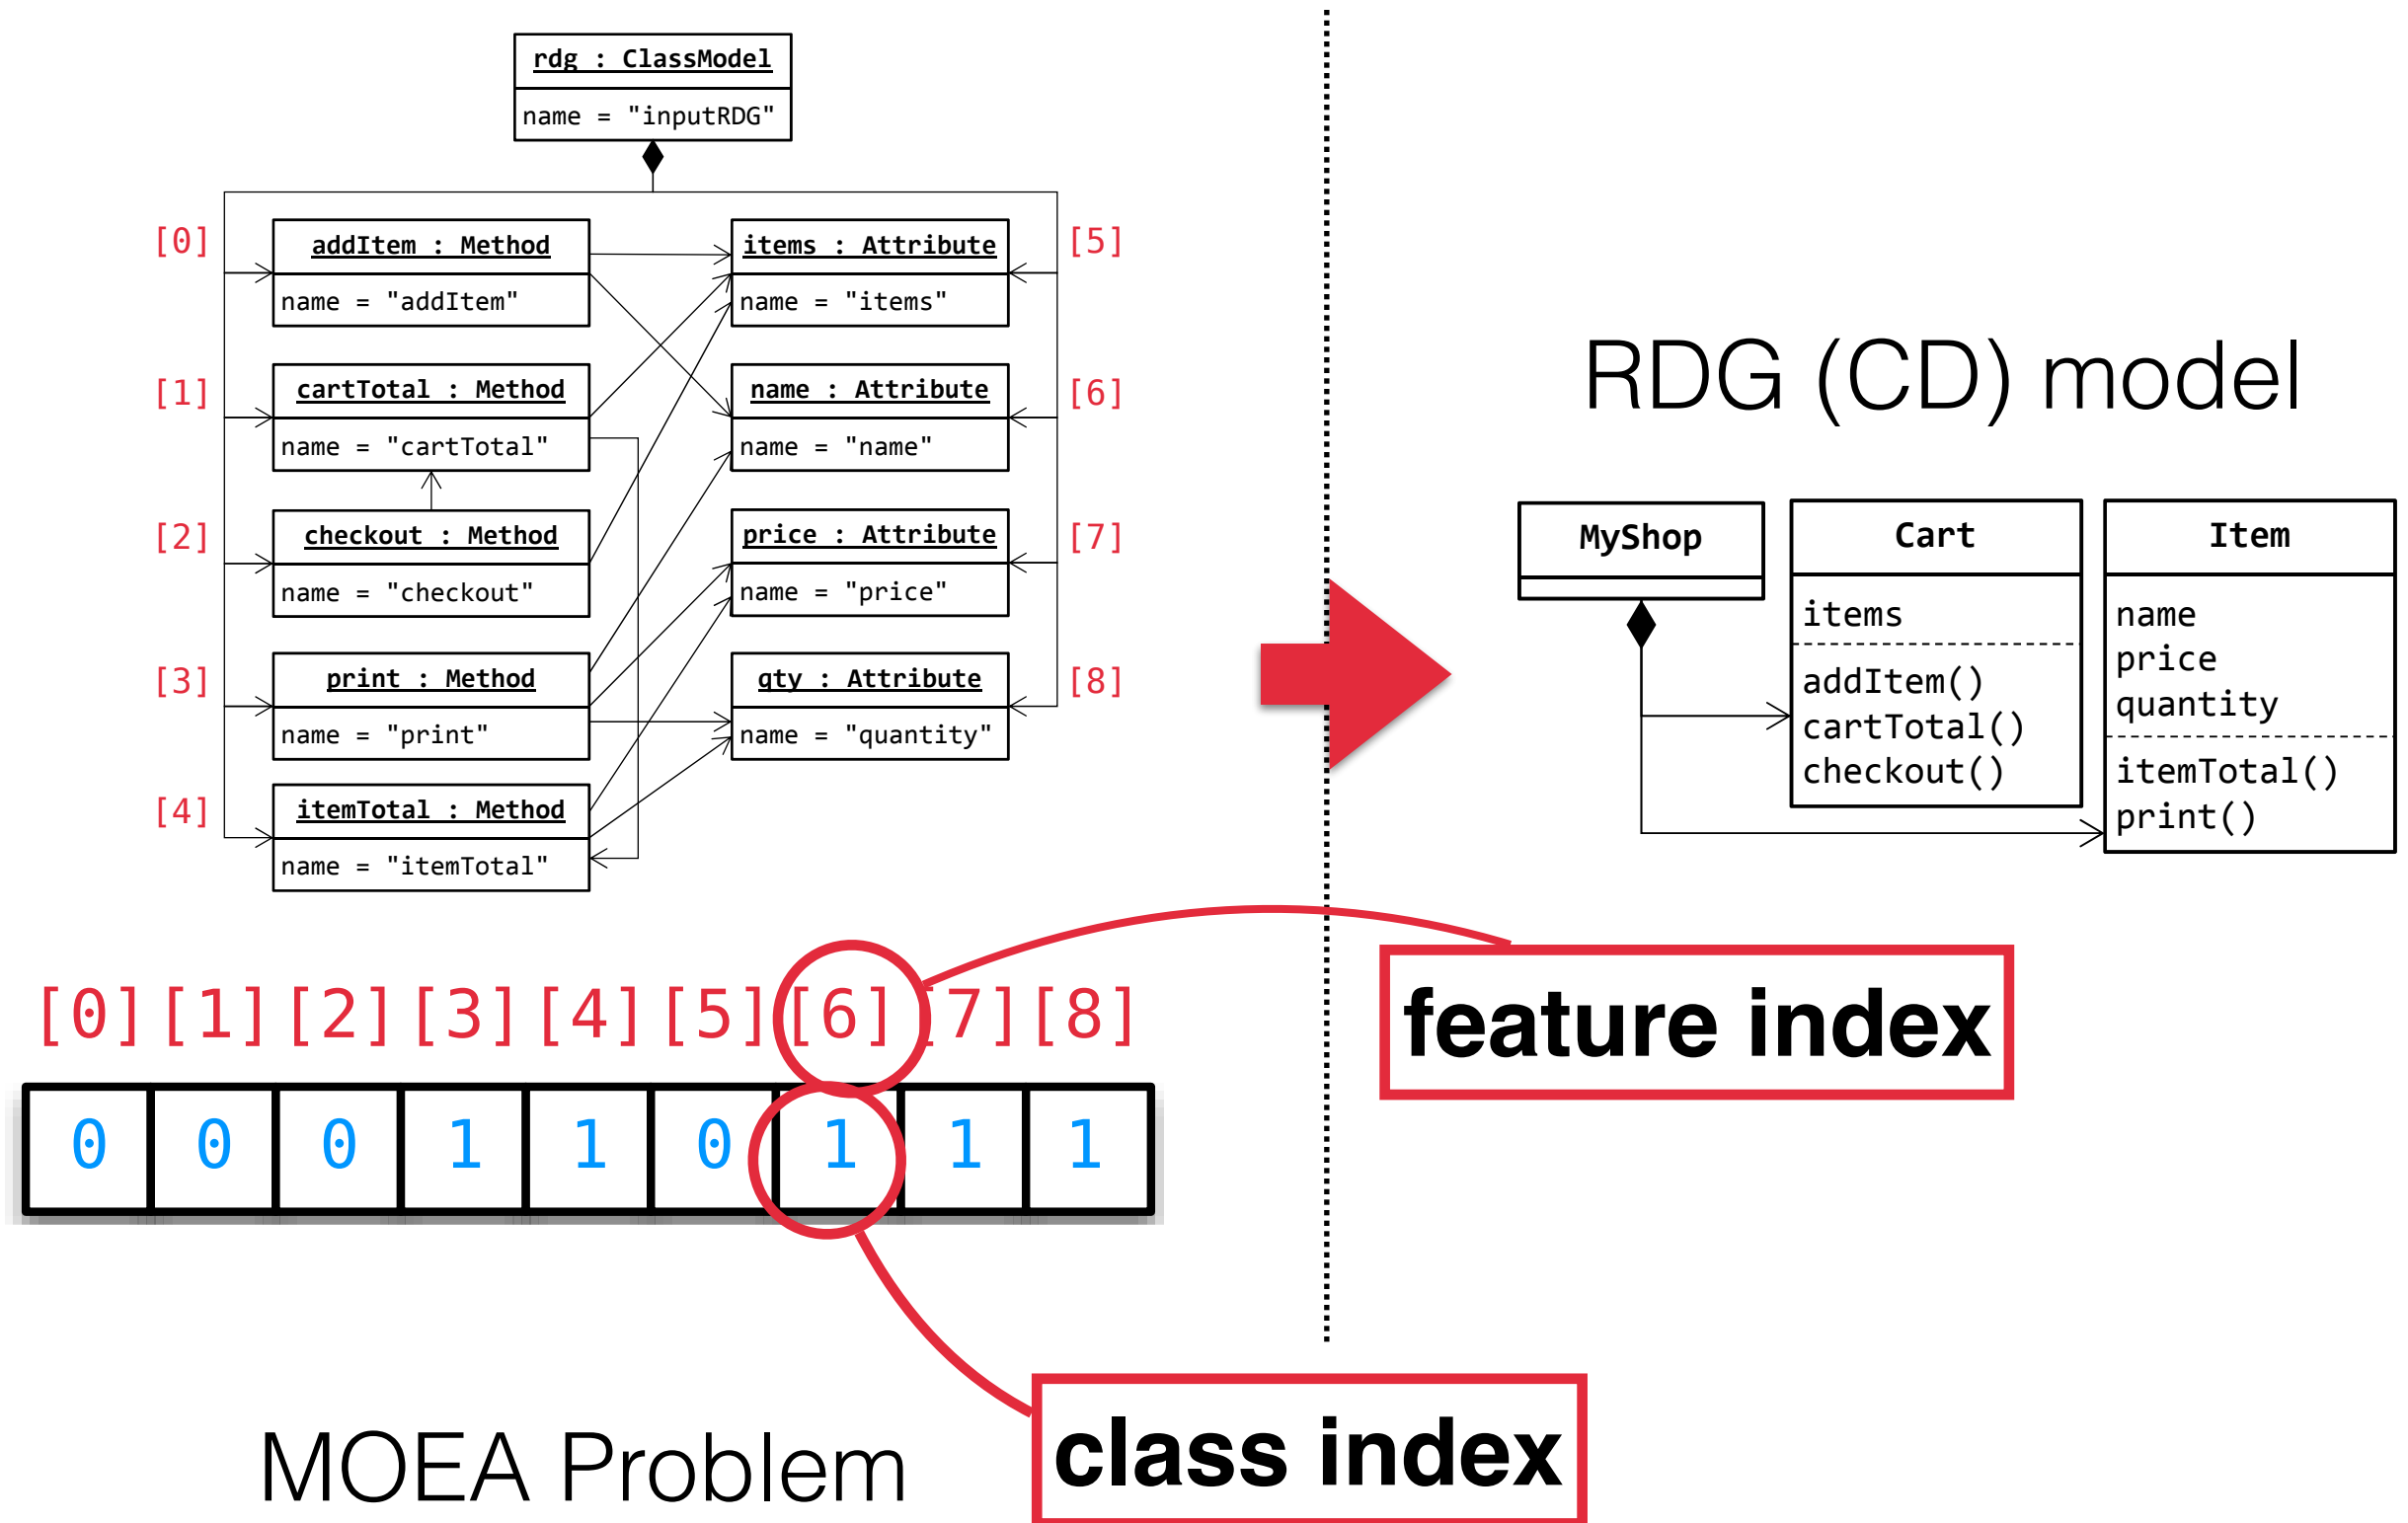 rdg : ClassModel
name = "inputRDG"
[0]
addItem : Method
name = "addItem"
items : Attribute
name = "items"
[5]
[1]
cartTotal : Method
name = "cartTotal"
name : Attribute
name = "name"
[6]
[2]
checkout : Method
name = "checkout"
price : Attribute
name = "price"
[7]
[3]
print : Method
name = "print"
qty : Attribute
name = "quantity"
[8]
[4]
itemTotal : Method
name = "itemTotal"
RDG (CD) model
MyShop
Cart
items
addItem()
cartTotal()
checkout()
Item
name
price
quantity
itemTotal()
print()
[0] [1] [2] [3] [4] [5] [6] [7] [8]
0 0 0 1 1 0 1 1 1
feature index
class index
MOEA Problem